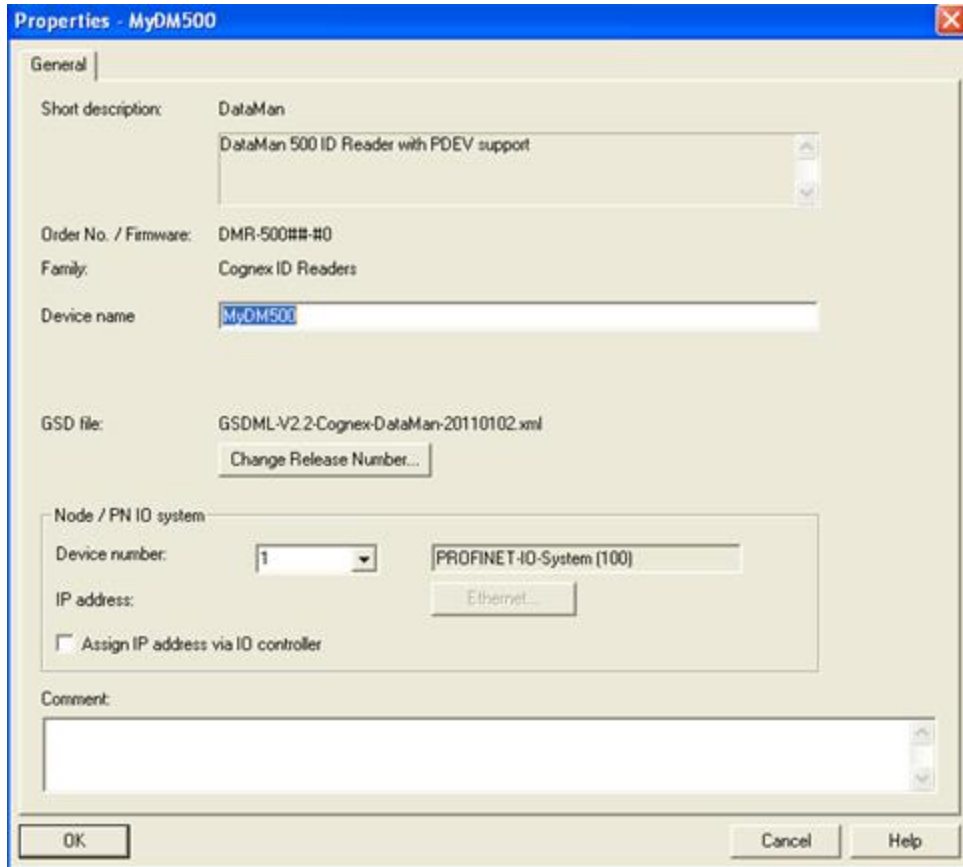 Properties - MyDM500
General
Short description: DataMan
DataMan 500 ID Reader with PDEV support
Order No. / Firmware: DMR-500##-#0
Family: Cognex ID Readers
Device name MyDM500
GSD file: GSDML-V2.2-Cognex-DataMan-20110102.xml
Change Release Number...
Node / PN IO system
Device number: 1 PROFINET-IO-System (100)
IP address: Ethernet...
Assign IP address via IO controller
Comment:
OK Cancel Help